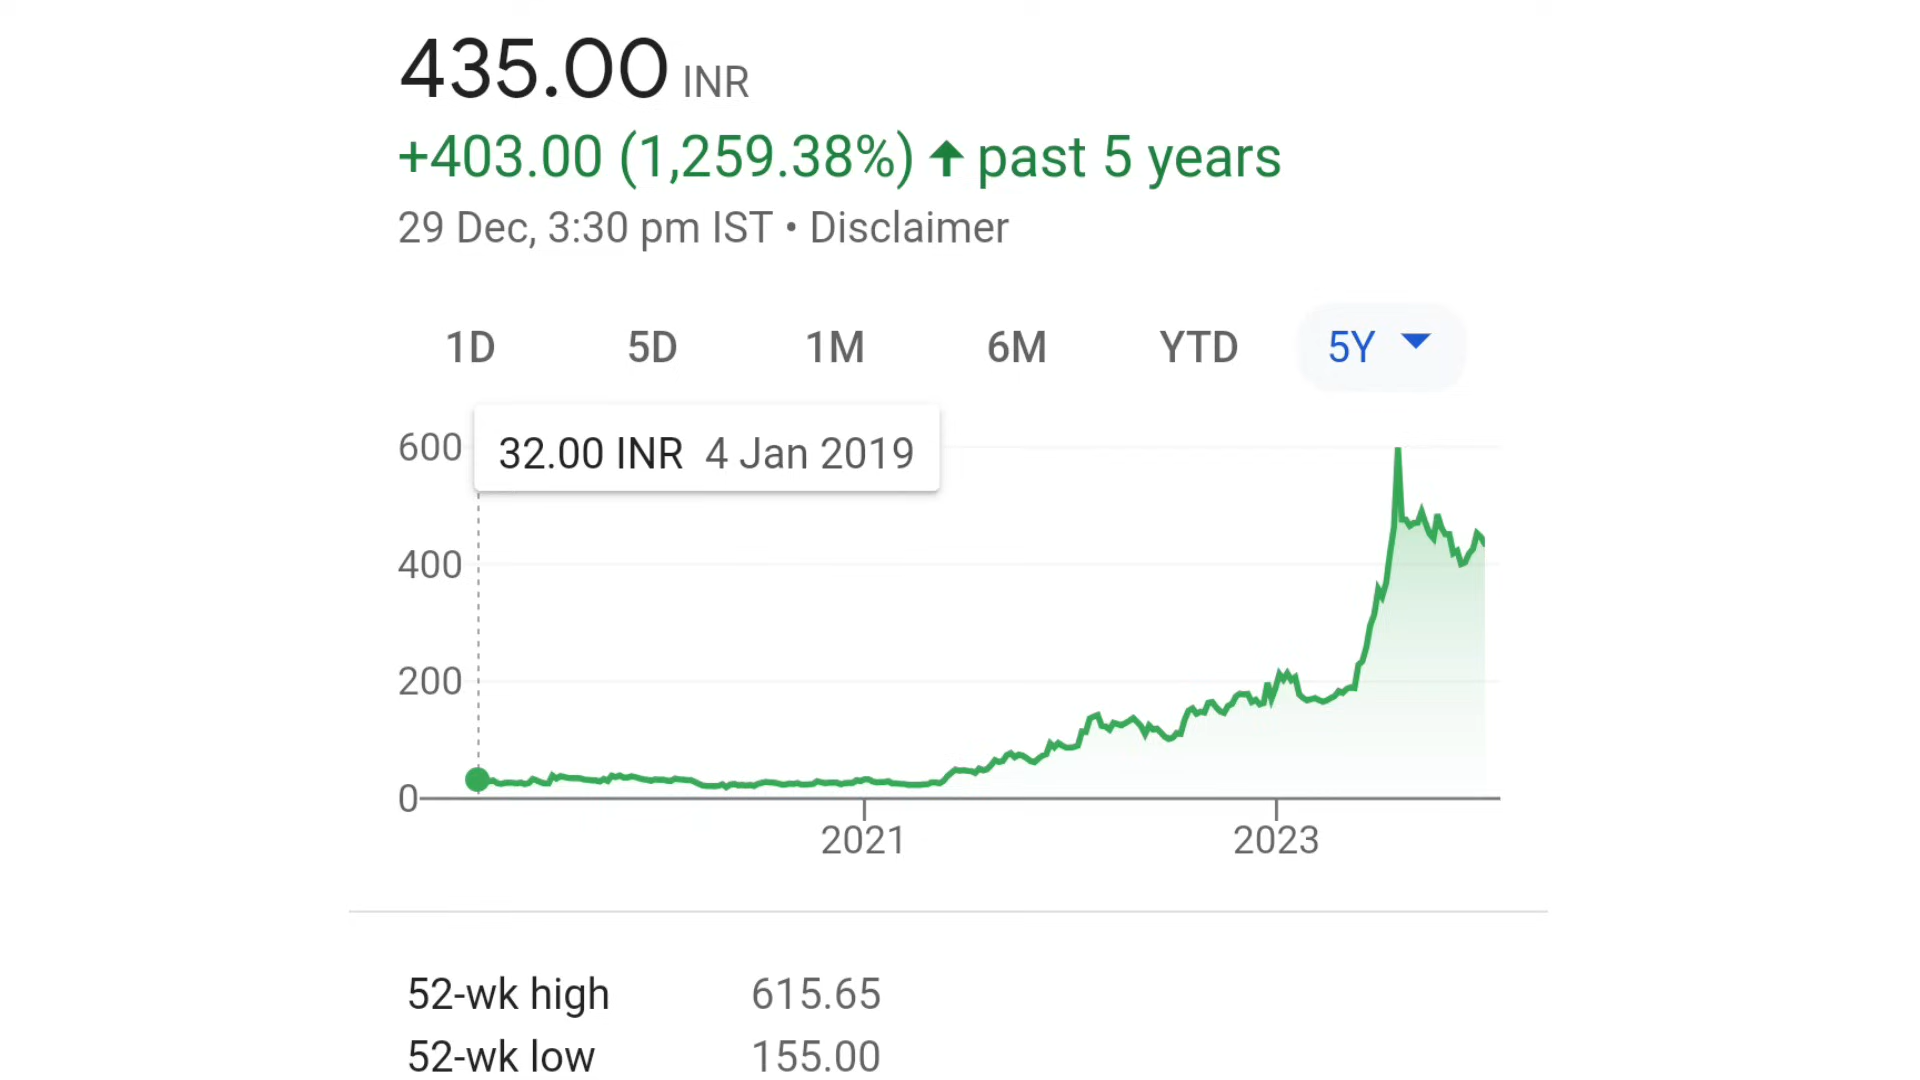 435.00 INR
+403.00 (1,259.38%) ↑ past 5 years
29 Dec, 3:30 pm IST • Disclaimer
1D 5D 1M 6M YTD 5Y
600
32.00 INR 4 Jan 2019
400
200
0
2021 2023
52-wk high 615.65
52-wk low 155.00